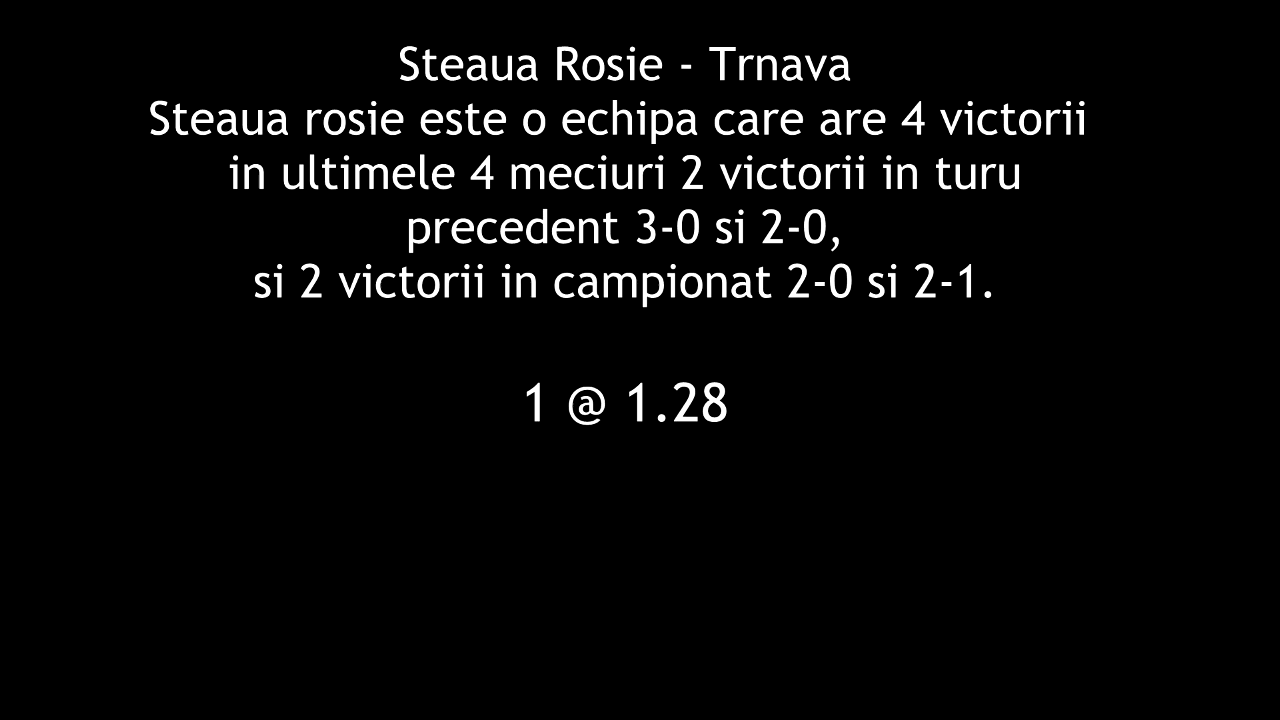 Steaua Rosie - Trnava
Steaua rosie este o echipa care are 4 victorii
in ultimele 4 meciuri 2 victorii in turu
precedent 3-0 si 2-0,
si 2 victorii in campionat 2-0 si 2-1.
1 @ 1.28